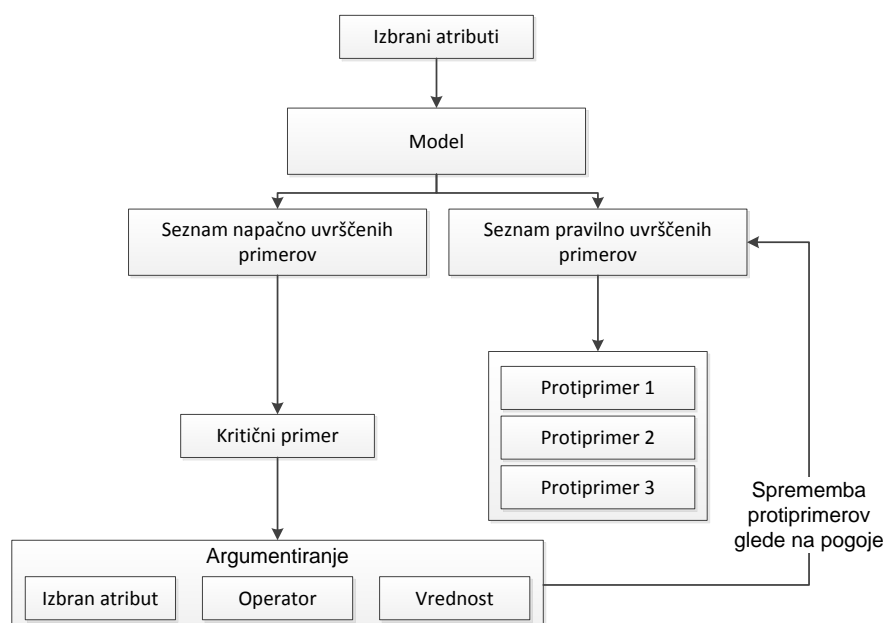 Izbrani atributi
Model
Seznam napačno uvrščenih
primerov
Seznam pravilno uvrščenih
primerov
Protiprimer 1
Protiprimer 2
Protiprimer 3
Kritični primer
Sprememba
protiprimerov
glede na pogoje
Argumentiranje
Izbran atribut
Operator
Vrednost